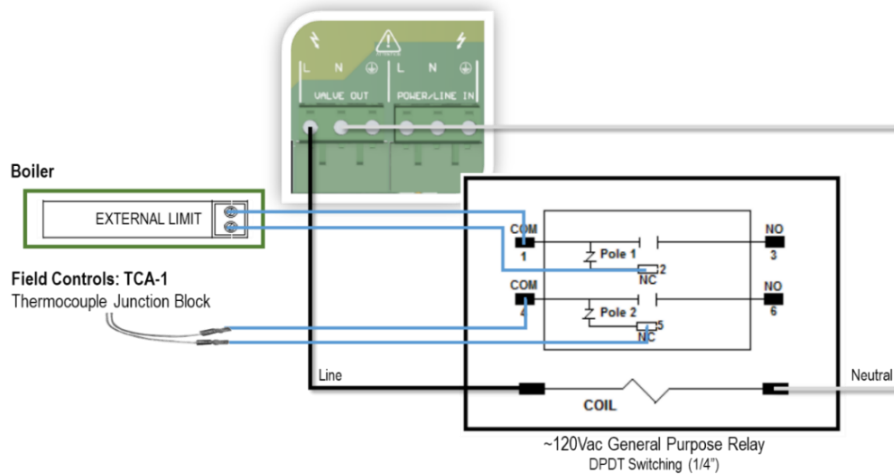 L N L N
VALVE OUT POWER/LINE IN
Boiler
EXTERNAL LIMIT
Field Controls: TCA-1
Thermocouple Junction Block
COM NO
1 Pole 1 3
2
NC
COM NO
4 Pole 2 6
5
NC
Line
COIL
Neutral
~120Vac General Purpose Relay
DPDT Switching (1/4")